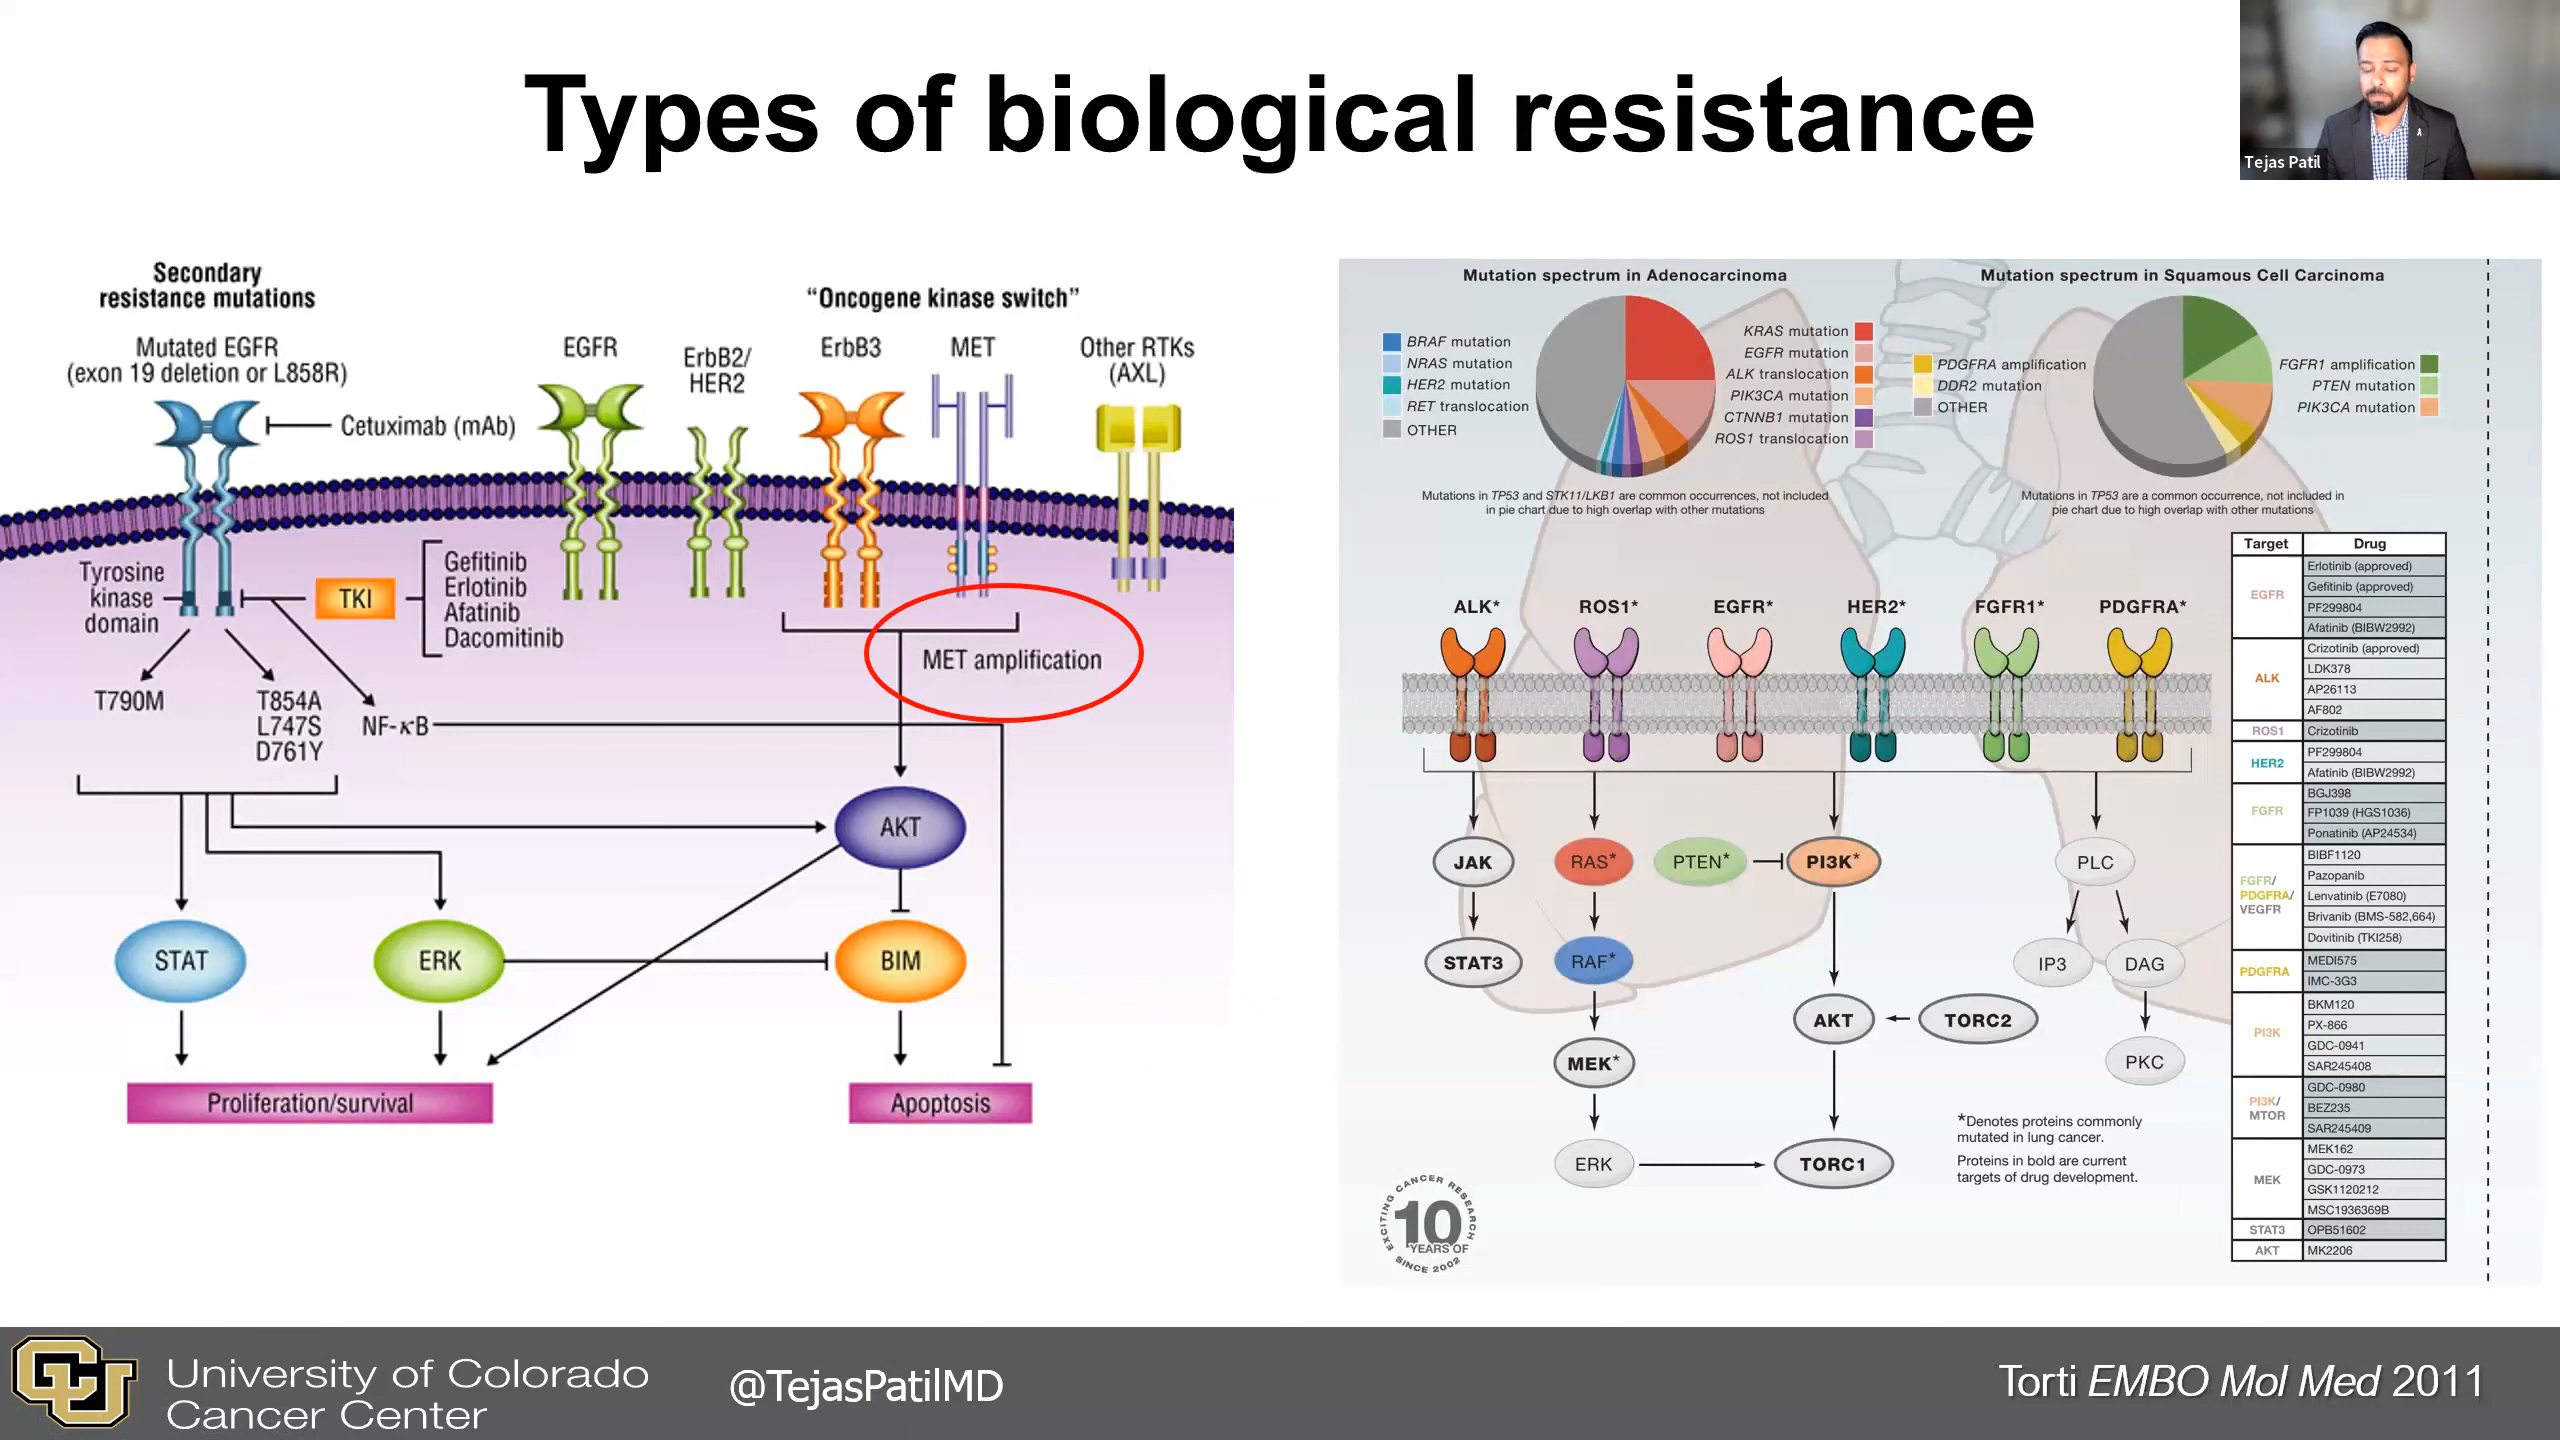 Types of biological resistance
Tejas Patil
Secondary
resistance mutations
Mutated EGFR
(exon 19 deletion or L858R)
Cetuximab (mAb)
EGFR
ErbB2/
HER2
“Oncogene kinase switch”
ErbB3
MET
Other RTKs
(AXL)
Tyrosine
kinase
domain
TKI
Gefitinib
Erlotinib
Afatinib
Dacomitinib
MET amplification
T790M
T854A
L747S
D761Y
NF-κB
AKT
STAT
ERK
BIM
Proliferation/survival
Apoptosis
Mutation spectrum in Adenocarcinoma
BRAF mutation
NRAS mutation
HER2 mutation
RET translocation
OTHER
KRAS mutation
EGFR mutation
ALK translocation
PIK3CA mutation
CTNNB1 mutation
ROS1 translocation
Mutations in TP53 and STK11/LKB1 are common occurrences, not included
in pie chart due to high overlap with other mutations
Mutation spectrum in Squamous Cell Carcinoma
PDGFRA amplification
DDR2 mutation
OTHER
FGFR1 amplification
PTEN mutation
PIK3CA mutation
Mutations in TP53 are a common occurrence, not included in
pie chart due to high overlap with other mutations
ALK*
ROS1*
EGFR*
HER2*
FGFR1*
PDGFRA*
JAK
RAS*
PTEN*
PI3K*
PLC
STAT3
RAF*
IP3
DAG
AKT
TORC2
MEK*
PKC
ERK
TORC1
*Denotes proteins commonly
mutated in lung cancer.
Proteins in bold are current
targets of drug development.
EXCITING CANCER RESEARCH
10
YEARS OF
SINCE 2002
Target Drug
EGFR
Erlotinib (approved)
Gefitinib (approved)
PF299804
Afatinib (BIBW2992)
ALK
Crizotinib (approved)
LDK378
AP26113
AF802
ROS1
Crizotinib
HER2
PF299804
Afatinib (BIBW2992)
FGFR
BGJ398
FP1039 (HGS1036)
Ponatinib (AP24534)
FGFR/
PDGFRA/
VEGFR
BIBF1120
Pazopanib
Lenvatinib (E7080)
Brivanib (BMS-582,664)
Dovitinib (TKI258)
PDGFRA
MEDI575
IMC-3G3
PI3K
BKM120
PX-866
GDC-0941
SAR245408
PI3K/
MTOR
GDC-0980
BEZ235
SAR245409
MEK
MEK162
GDC-0973
GSK1120212
MSC1936369B
STAT3
OPB51602
AKT
MK2206
CU
University of Colorado
Cancer Center
@TejasPatilMD
Torti EMBO Mol Med 2011